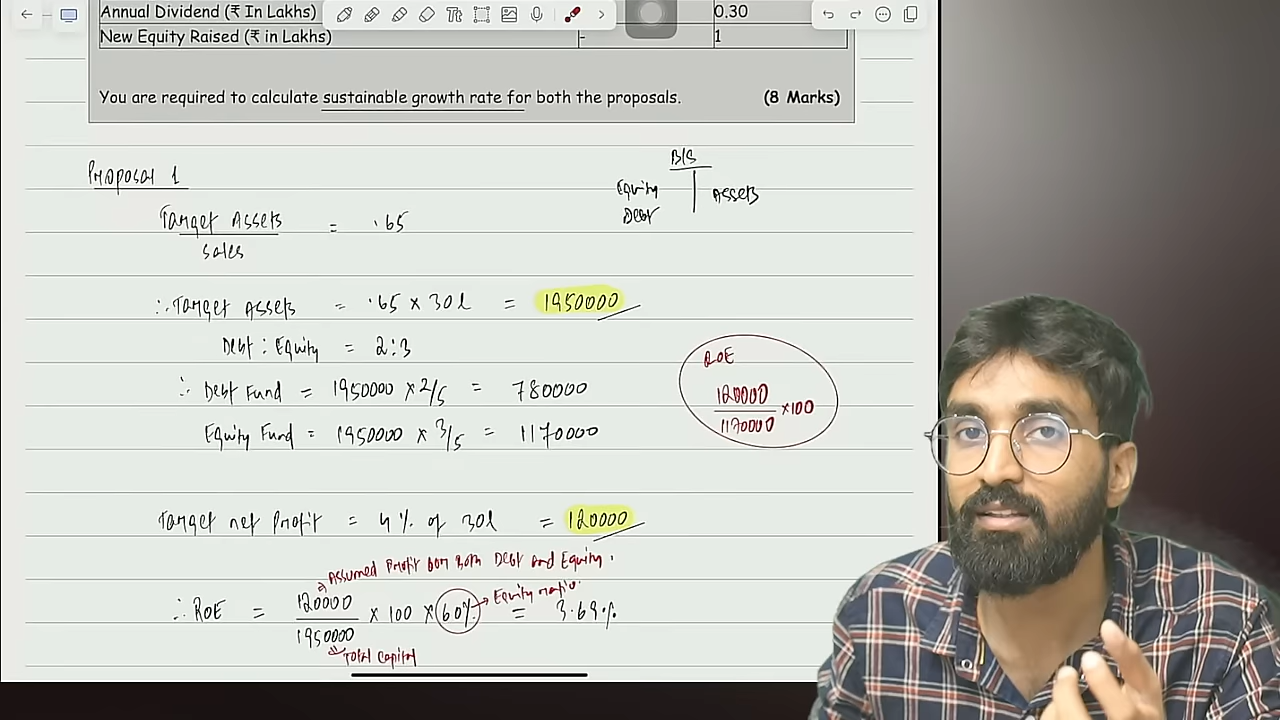 Annual Dividend (₹ In Lakhs) 0.30
New Equity Raised (₹ in Lakhs) - 1
You are required to calculate sustainable growth rate for both the proposals. (8 Marks)
Proposal 1
B/S
Equity Assets
Debt
Target Assets = .65
Sales
∴ Target Assets = .65 × 30l = 1950000
Debt : Equity = 2:3
∴ Debt Fund = 1950000 × 2/5 = 780000
Equity Fund = 1950000 × 3/5 = 1170000
ROE
120000 × 100
1170000
Target net Profit = 4% of 30l = 120000
Assumed Profit for both Debt and Equity.
∴ ROE = 120000 × 100 × 60% → Equity ratio. = 3.69%
1950000
Total Capital